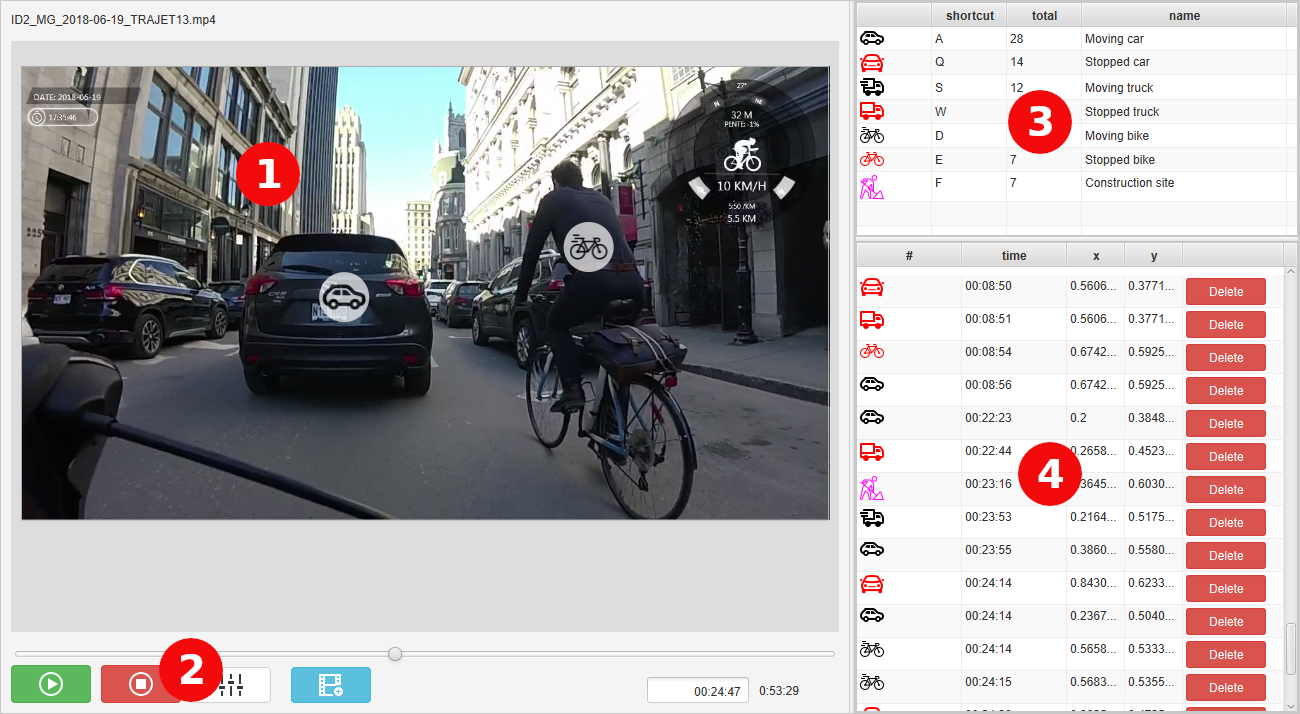 ID2_MG_2018-06-19_TRAJET13.mp4
DATE: 2018-06-19
17:35:46
27°
N NE
32 M
PENTE: -1%
10 KM/H
5:50 /KM
5.5 KM
225
1
2
00:24:47 0:53:29
shortcut total name
A 28 Moving car
Q 14 Stopped car
S 12 Moving truck
W Stopped truck
D Moving bike
E 7 Stopped bike
F 7 Construction site
3
# time x y
00:08:50 0.5606... 0.3771... Delete
00:08:51 0.5606... 0.3771... Delete
00:08:54 0.6742... 0.5925... Delete
00:08:56 0.6742... 0.5925... Delete
00:22:23 0.2 0.3848... Delete
00:22:44 0.2658... 0.4523... Delete
00:23:16 3645... 0.6030... Delete
00:23:53 0.2164... 0.5175... Delete
00:23:55 0.3860... 0.5580... Delete
00:24:14 0.8430... 0.6233... Delete
00:24:14 0.2367... 0.5040... Delete
00:24:14 0.5658... 0.5333... Delete
00:24:15 0.5683... 0.5355... Delete
4